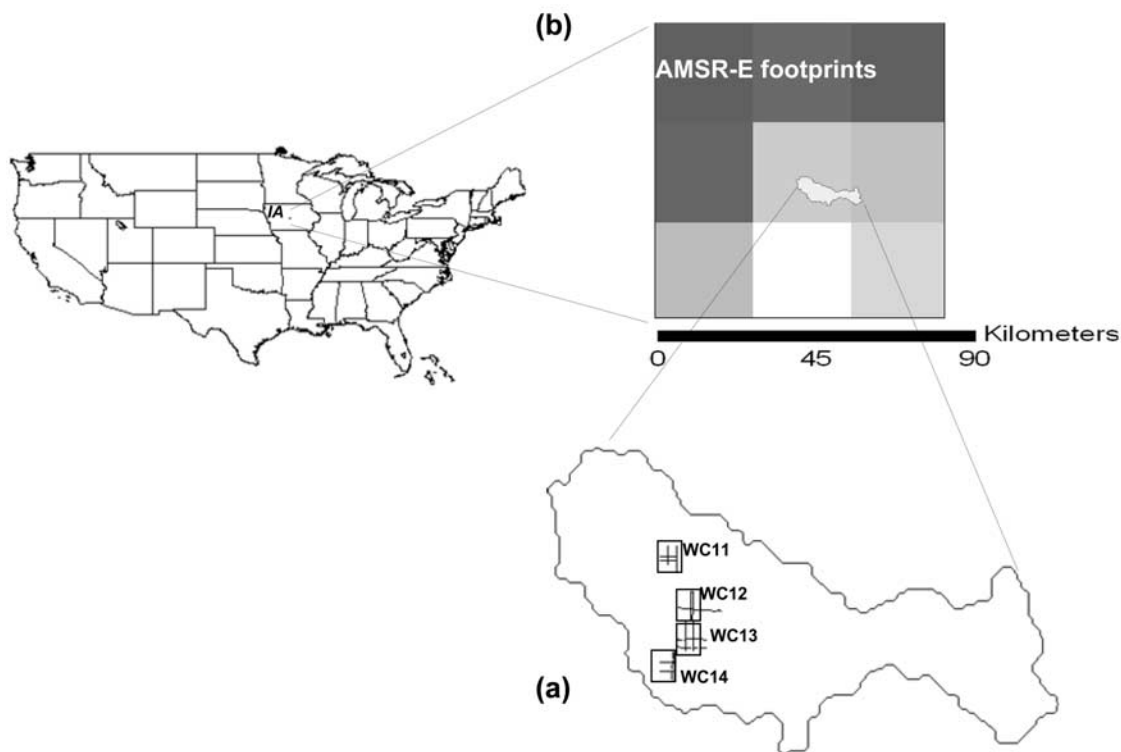 (b)
AMSR-E footprints
IA
Kilometers
0 45 90
WC11
WC12
WC13
WC14
(a)